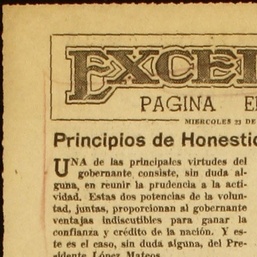 EXCEL
PAGINA E
MIERCOLES 23 DE
Principios de Honestid
UNA de las principales virtudes del
gobernante consiste, sin duda al-
guna, en reunir la prudencia a la acti-
vidad. Estas dos potencias de la volun-
tad, juntas, proporcionan al gobernante
ventajas indiscutibles para ganar la
confianza y crédito de la nación. Y es-
te es el caso, sin duda alguna, del Pre-
sidente López Mateos.